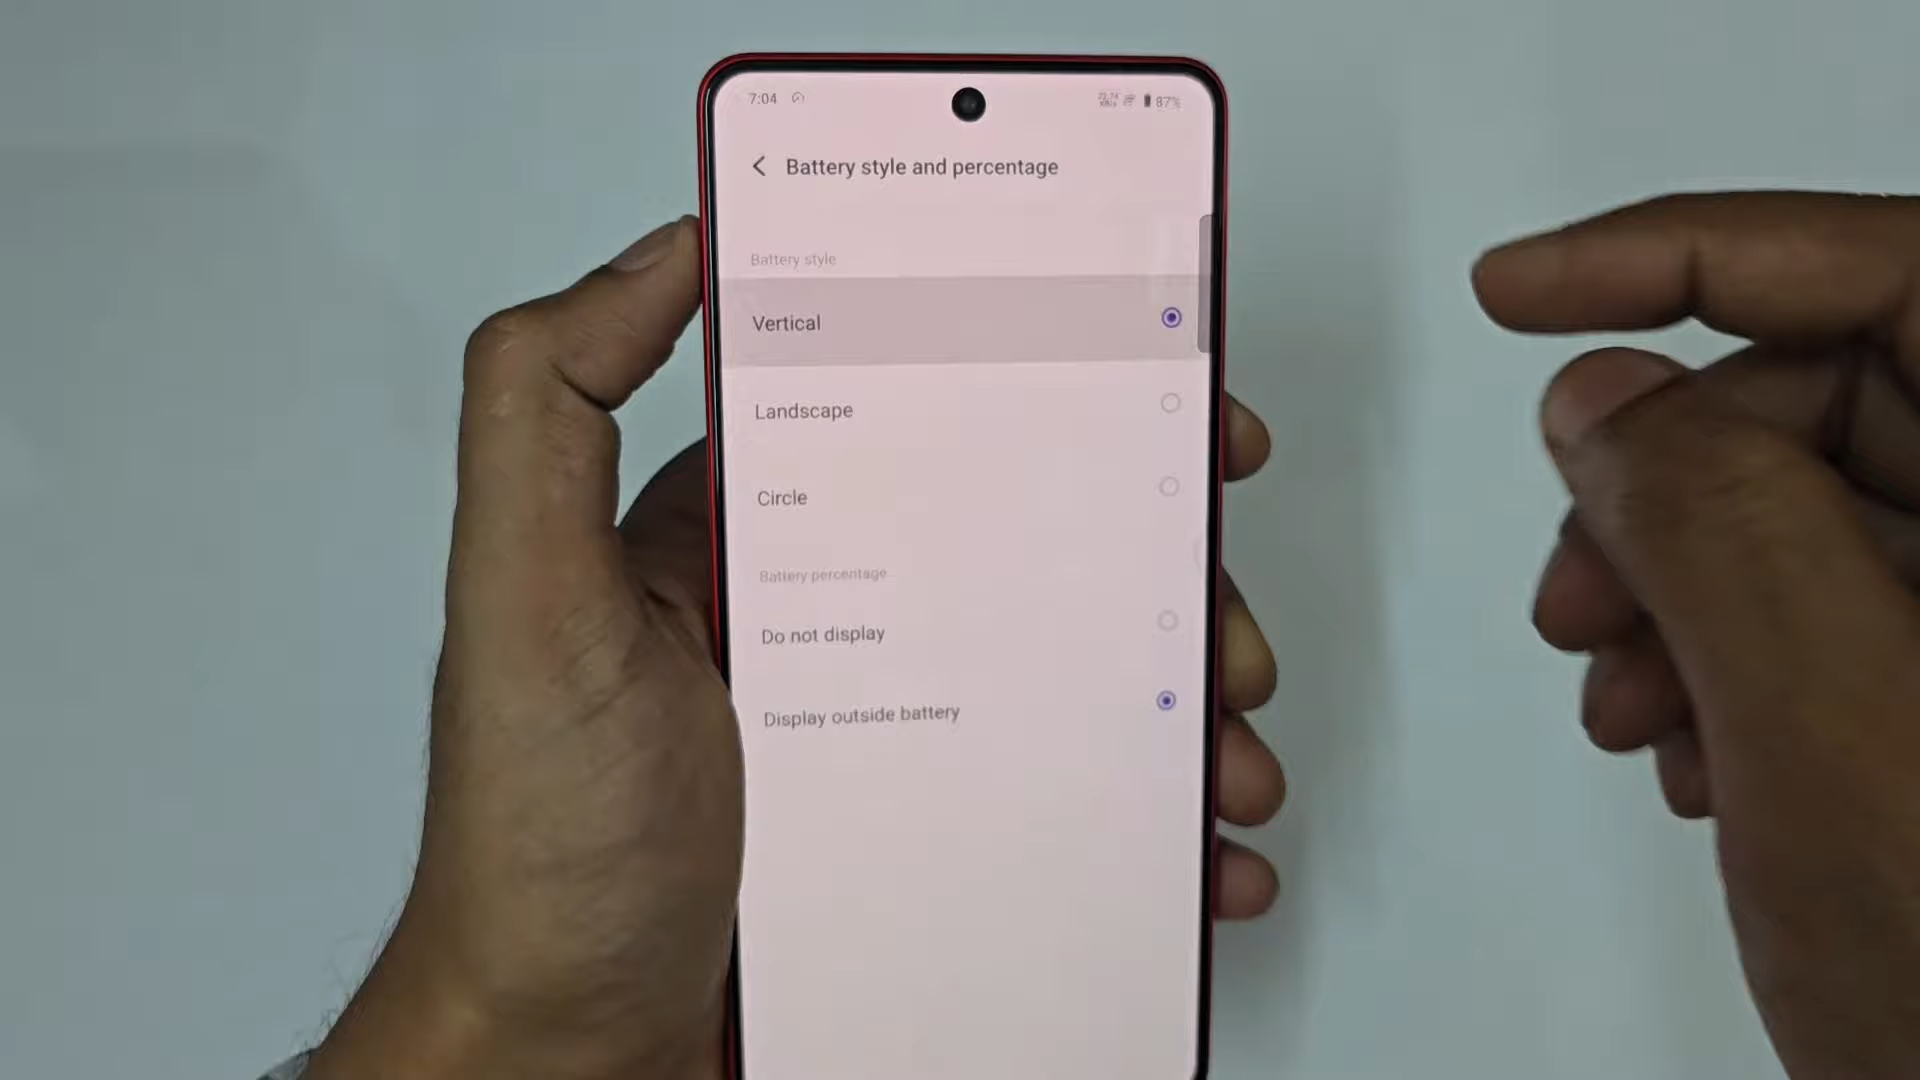 7:04
87%
Battery style and percentage
Battery style
Vertical
Landscape
Circle
Battery percentage
Do not display
Display outside battery